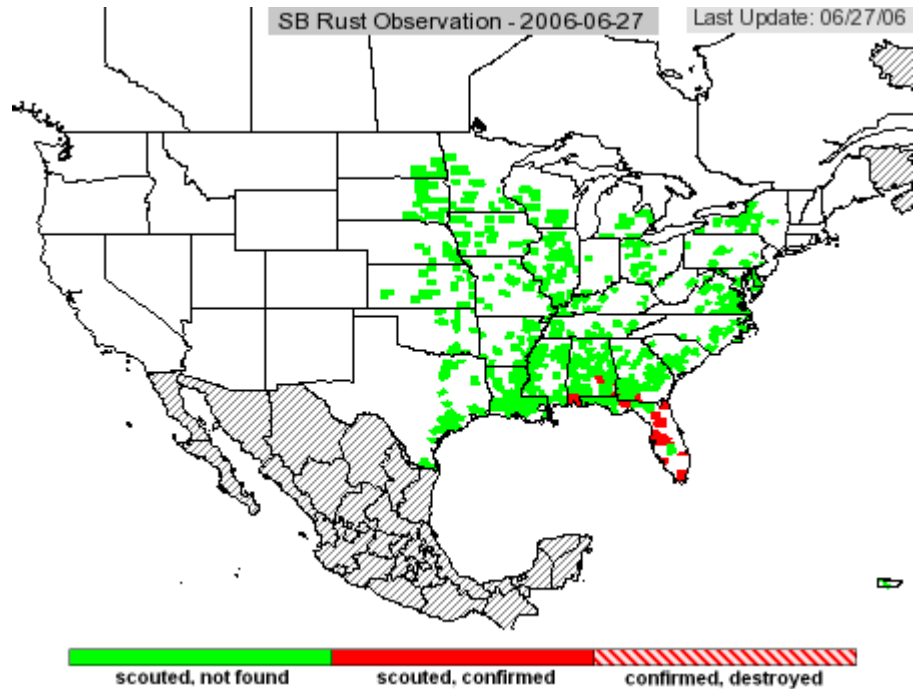 SB Rust Observation - 2006-06-27
Last Update: 06/27/06
scouted, not found
scouted, confirmed
confirmed, destroyed